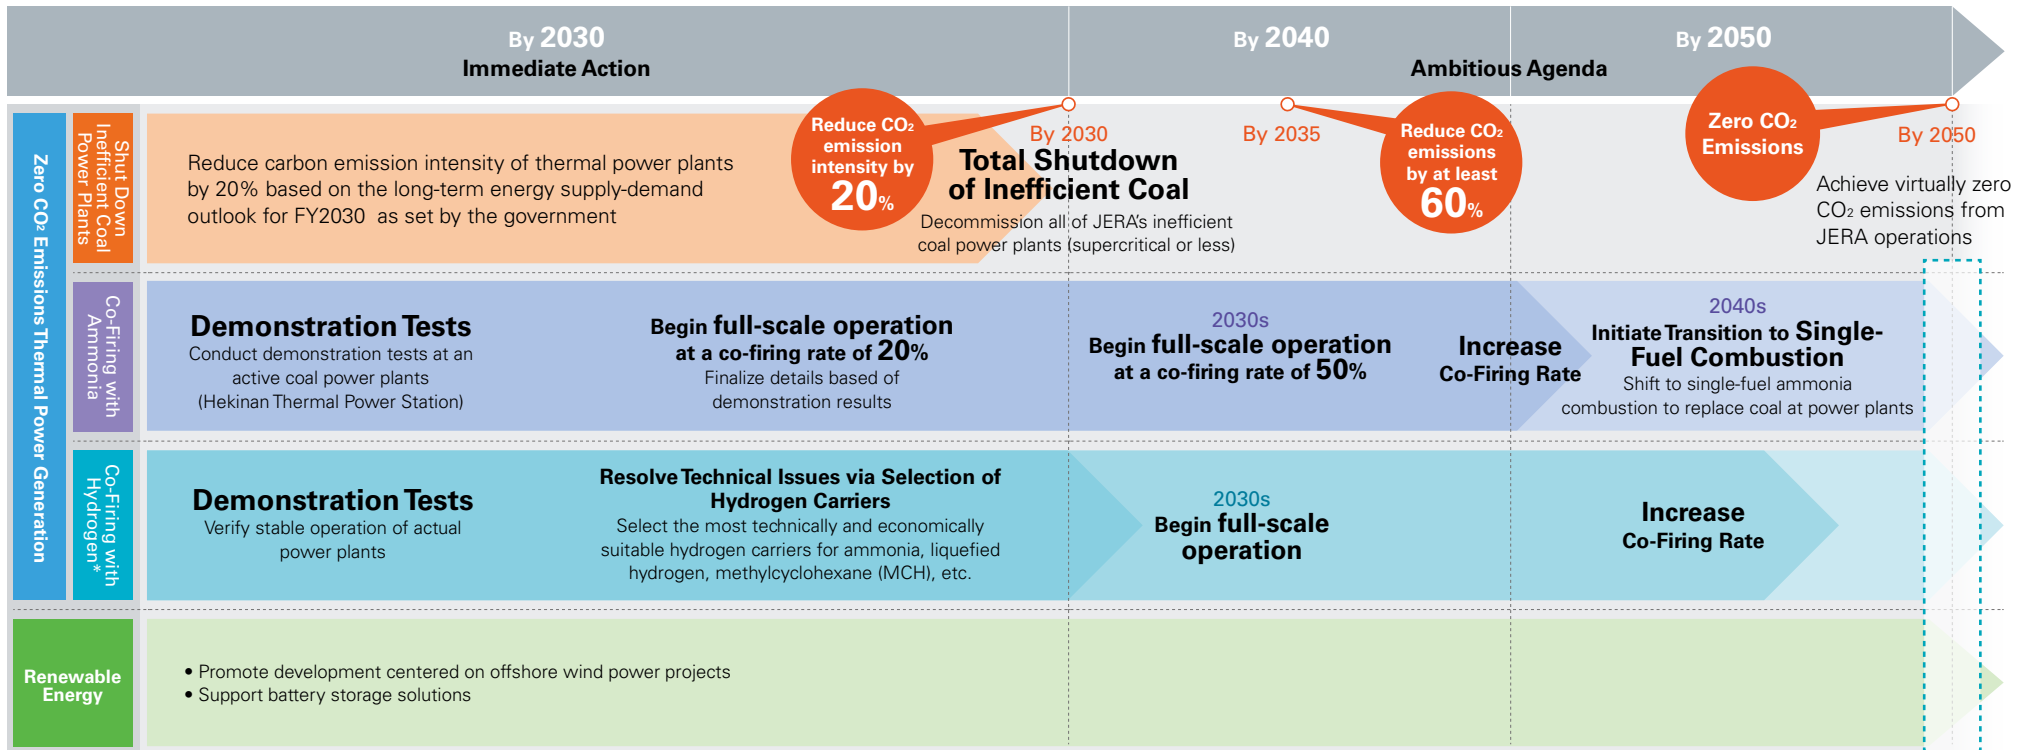 By 2030
Immediate Action
By 2040
By 2050
Ambitious Agenda
Zero CO2 Emissions Thermal Power Generation
Shut Down
Inefficient Coal
Power Plants
Reduce carbon emission intensity of thermal power plants
by 20% based on the long-term energy supply-demand
outlook for FY2030 as set by the government
Reduce CO2
emission
intensity by
20%
By 2030
Total Shutdown
of Inefficient Coal
Decommission all of JERA's inefficient
coal power plants (supercritical or less)
By 2035
Reduce CO2
emissions
by at least
60%
Zero CO2
Emissions
By 2050
Achieve virtually zero
CO2 emissions from
JERA operations
Co-Firing with
Ammonia
Demonstration Tests
Conduct demonstration tests at an
active coal power plants
(Hekinan Thermal Power Station)
Begin full-scale operation
at a co-firing rate of 20%
Finalize details based of
demonstration results
2030s
Begin full-scale operation
at a co-firing rate of 50%
Increase
Co-Firing Rate
2040s
Initiate Transition to Single-
Fuel Combustion
Shift to single-fuel ammonia
combustion to replace coal at power plants
Co-Firing with
Hydrogen*
Demonstration Tests
Verify stable operation of actual
power plants
Resolve Technical Issues via Selection of
Hydrogen Carriers
Select the most technically and economically
suitable hydrogen carriers for ammonia, liquefied
hydrogen, methylcyclohexane (MCH), etc.
2030s
Begin full-scale
operation
Increase
Co-Firing Rate
Renewable
Energy
• Promote development centered on offshore wind power projects
• Support battery storage solutions